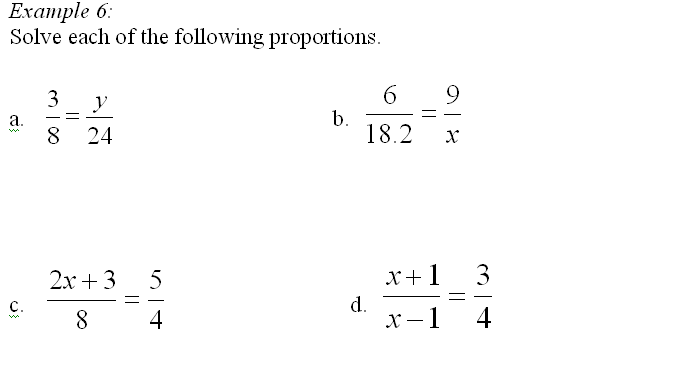 Example 6:
Solve each of the following proportions.
a. 3/8 = y/24
b. 6/18.2 = 9/x
c. (2x + 3)/8 = 5/4
d. (x + 1)/(x − 1) = 3/4